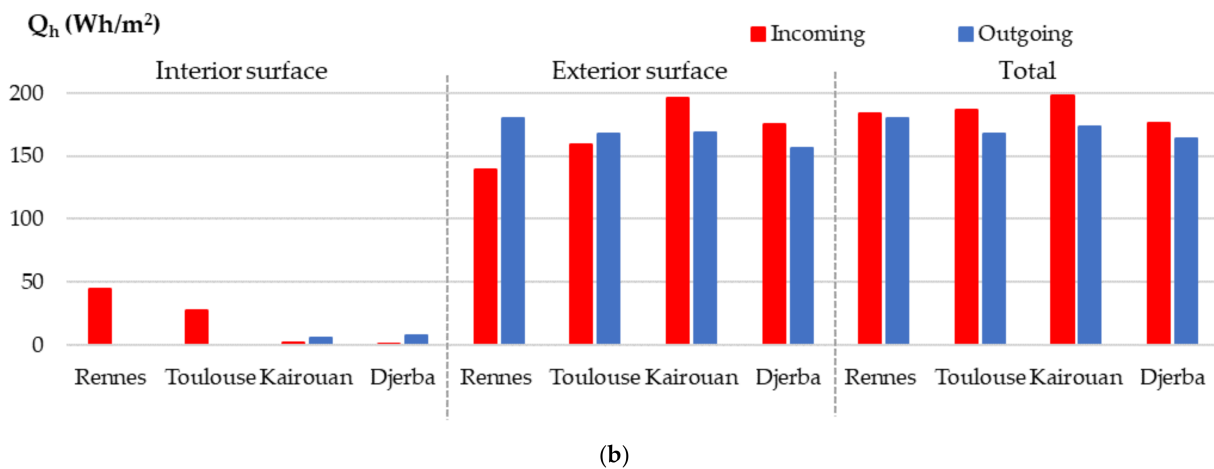 Qh (Wh/m²)
Incoming Outgoing
Interior surface Exterior surface Total
200
150
100
50
0
Rennes Toulouse Kairouan Djerba Rennes Toulouse Kairouan Djerba Rennes Toulouse Kairouan Djerba
(b)